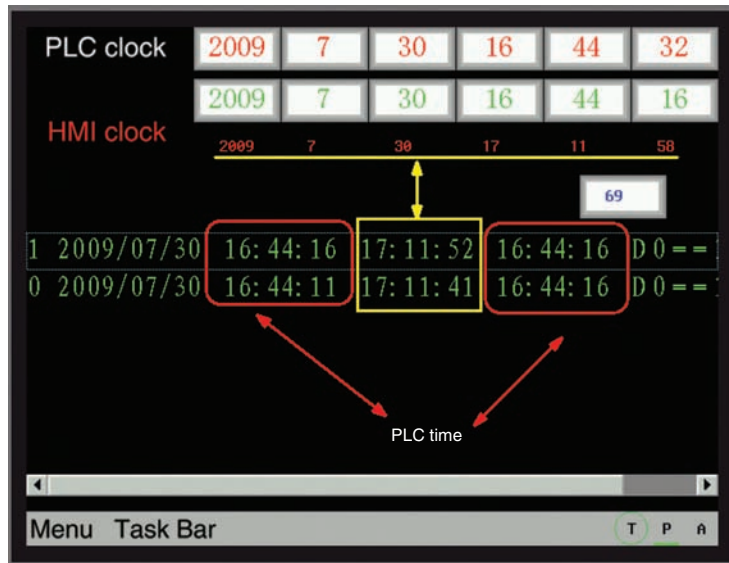 PLC clock 2009 7 30 16 44 32
2009 7 30 16 44 16
HMI clock
2009 7 30 17 11 58
69
1 2009/07/30 16:44:16 17:11:52 16:44:16 D0==
0 2009/07/30 16:44:11 17:11:41 16:44:16 D0==
PLC time
Menu Task Bar T P A